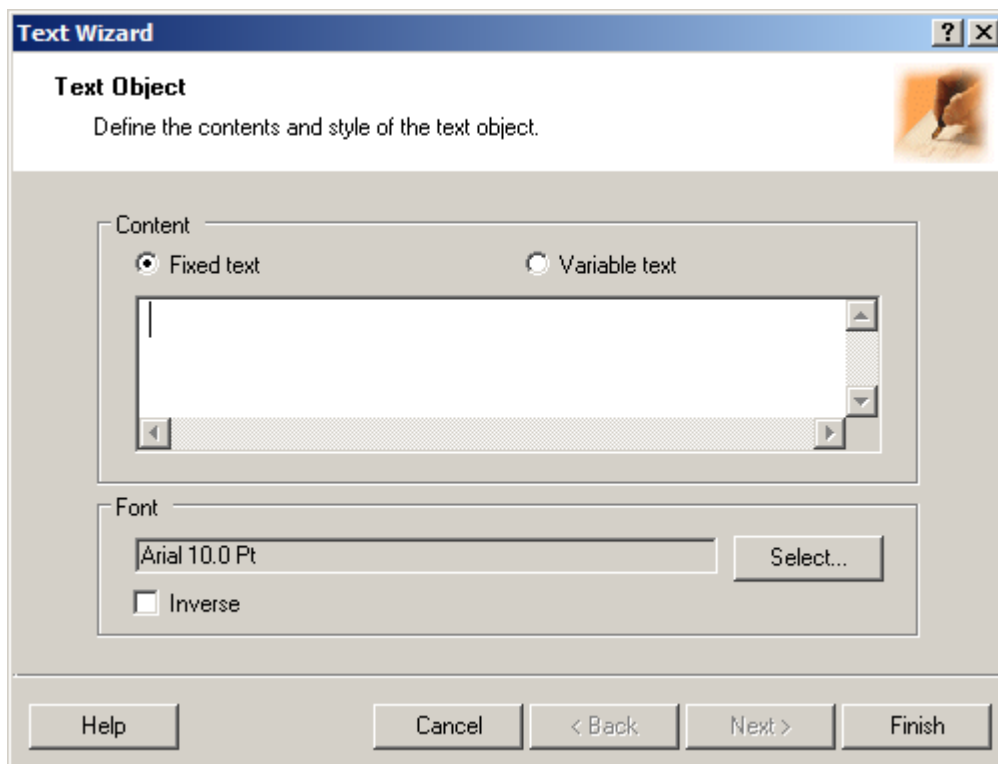 Text Wizard
Text Object
Define the contents and style of the text object.
Content
Fixed text Variable text
Font
Arial 10.0 Pt Select...
Inverse
Help Cancel < Back Next > Finish